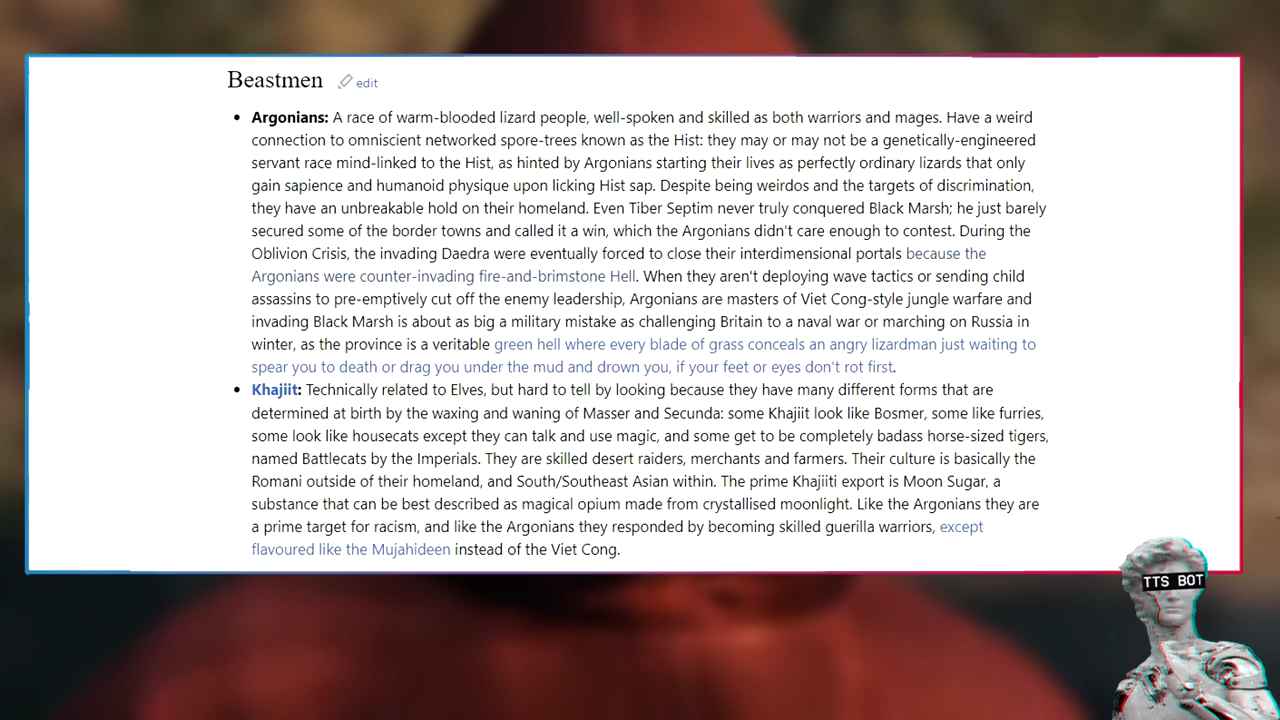 Beastmen edit
Argonians: A race of warm-blooded lizard people, well-spoken and skilled as both warriors and mages. Have a weird
connection to omniscient networked spore-trees known as the Hist: they may or may not be a genetically-engineered
servant race mind-linked to the Hist, as hinted by Argonians starting their lives as perfectly ordinary lizards that only
gain sapience and humanoid physique upon licking Hist sap. Despite being weirdos and the targets of discrimination,
they have an unbreakable hold on their homeland. Even Tiber Septim never truly conquered Black Marsh; he just barely
secured some of the border towns and called it a win, which the Argonians didn't care enough to contest. During the
Oblivion Crisis, the invading Daedra were eventually forced to close their interdimensional portals because the
Argonians were counter-invading fire-and-brimstone Hell. When they aren't deploying wave tactics or sending child
assassins to pre-emptively cut off the enemy leadership, Argonians are masters of Viet Cong-style jungle warfare and
invading Black Marsh is about as big a military mistake as challenging Britain to a naval war or marching on Russia in
winter, as the province is a veritable green hell where every blade of grass conceals an angry lizardman just waiting to
spear you to death or drag you under the mud and drown you, if your feet or eyes don't rot first.
Khajiit: Technically related to Elves, but hard to tell by looking because they have many different forms that are
determined at birth by the waxing and waning of Masser and Secunda: some Khajiit look like Bosmer, some like furries,
some look like housecats except they can talk and use magic, and some get to be completely badass horse-sized tigers,
named Battlecats by the Imperials. They are skilled desert raiders, merchants and farmers. Their culture is basically the
Romani outside of their homeland, and South/Southeast Asian within. The prime Khajiiti export is Moon Sugar, a
substance that can be best described as magical opium made from crystallised moonlight. Like the Argonians they are
a prime target for racism, and like the Argonians they responded by becoming skilled guerilla warriors, except
flavoured like the Mujahideen instead of the Viet Cong.
TTS BOT